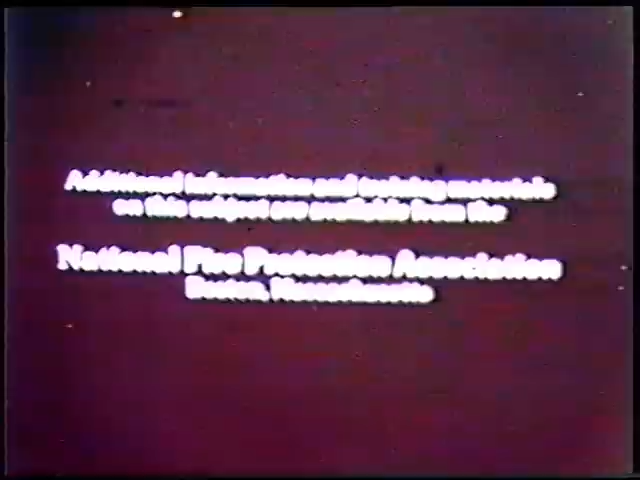 Additional information and training materials
on this subject are available from the
National Fire Protection Association
Boston, Massachusetts